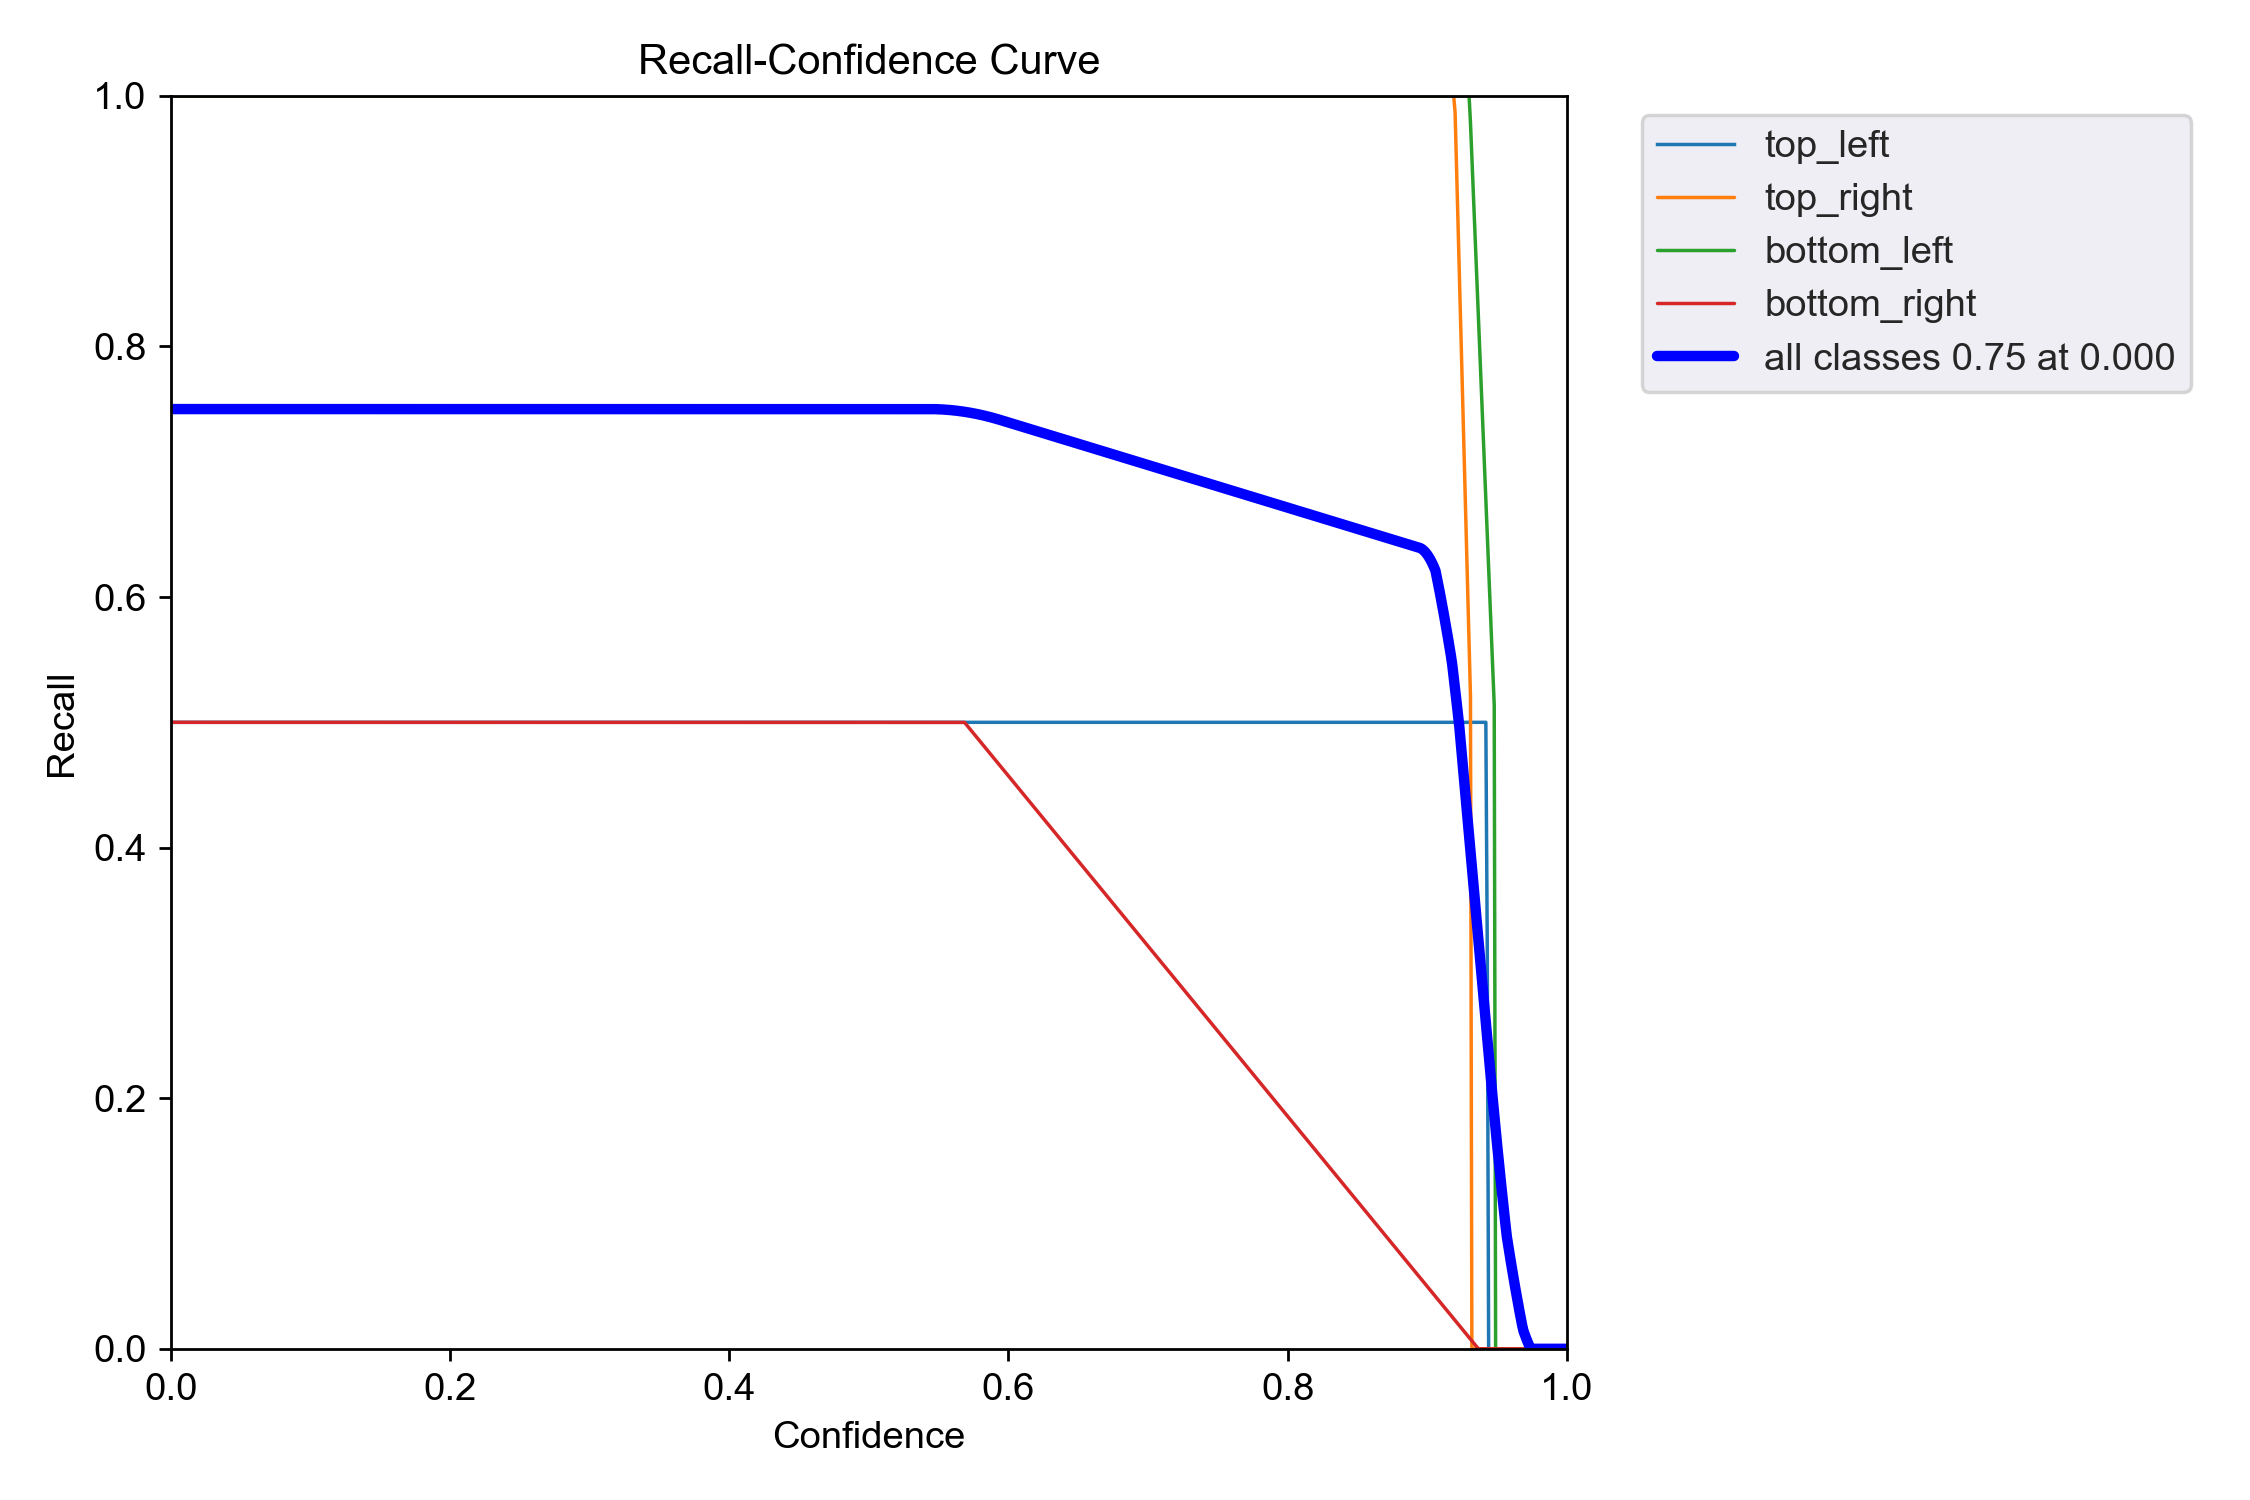 Recall-Confidence Curve
1.0
0.8
0.6
0.4
0.2
0.0
Recall
0.0 0.2 0.4 0.6 0.8 1.0
Confidence
top_left
top_right
bottom_left
bottom_right
all classes 0.75 at 0.000